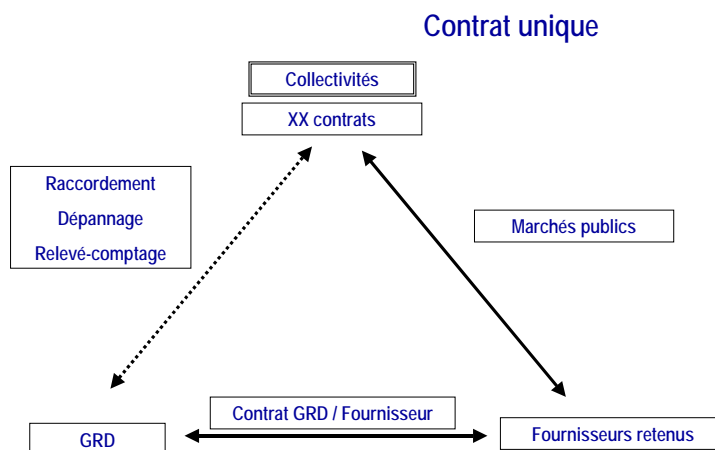 Contrat unique
Collectivités
XX contrats
Raccordement
Dépannage
Relevé-comptage
Marchés publics
Contrat GRD / Fournisseur
GRD
Fournisseurs retenus